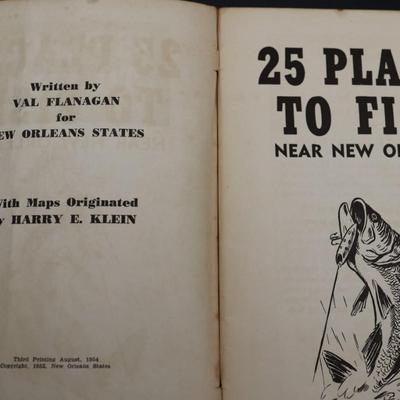 Written by
VAL FLANAGAN
for
EW ORLEANS STATES
ith Maps Originated
y HARRY E. KLEIN
Third Printing August, 1954
Copyright, 1952, New Orleans States
25 PLA
TO FI
NEAR NEW OR